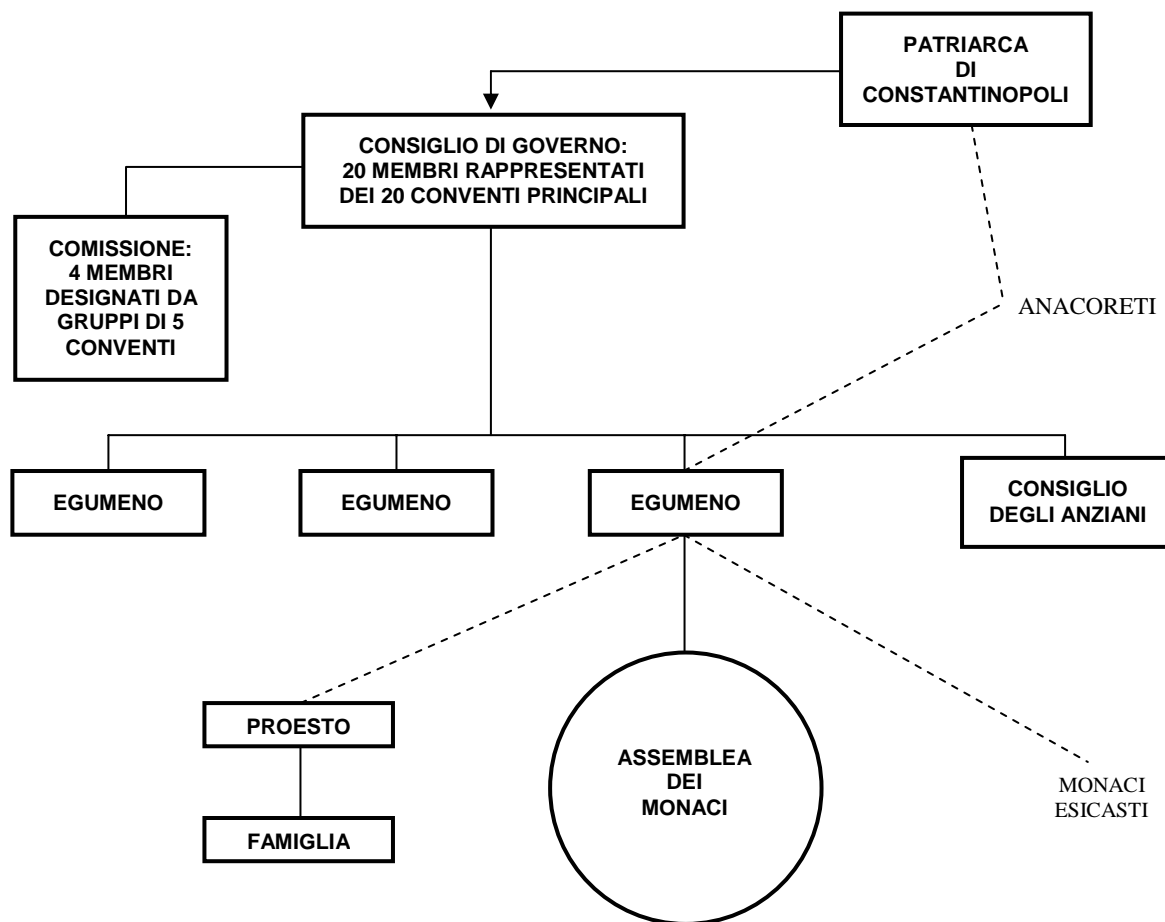 PATRIARCA
DI
CONSTANTINOPOLI
CONSIGLIO DI GOVERNO:
20 MEMBRI RAPPRESENTATI
DEI 20 CONVENTI PRINCIPALI
COMISSIONE:
4 MEMBRI
DESIGNATI DA
GRUPPI DI 5
CONVENTI
ANACORETI
EGUMENO
EGUMENO
EGUMENO
CONSIGLIO
DEGLI ANZIANI
PROESTO
FAMIGLIA
ASSEMBLEA
DEI
MONACI
MONACI
ESICASTI